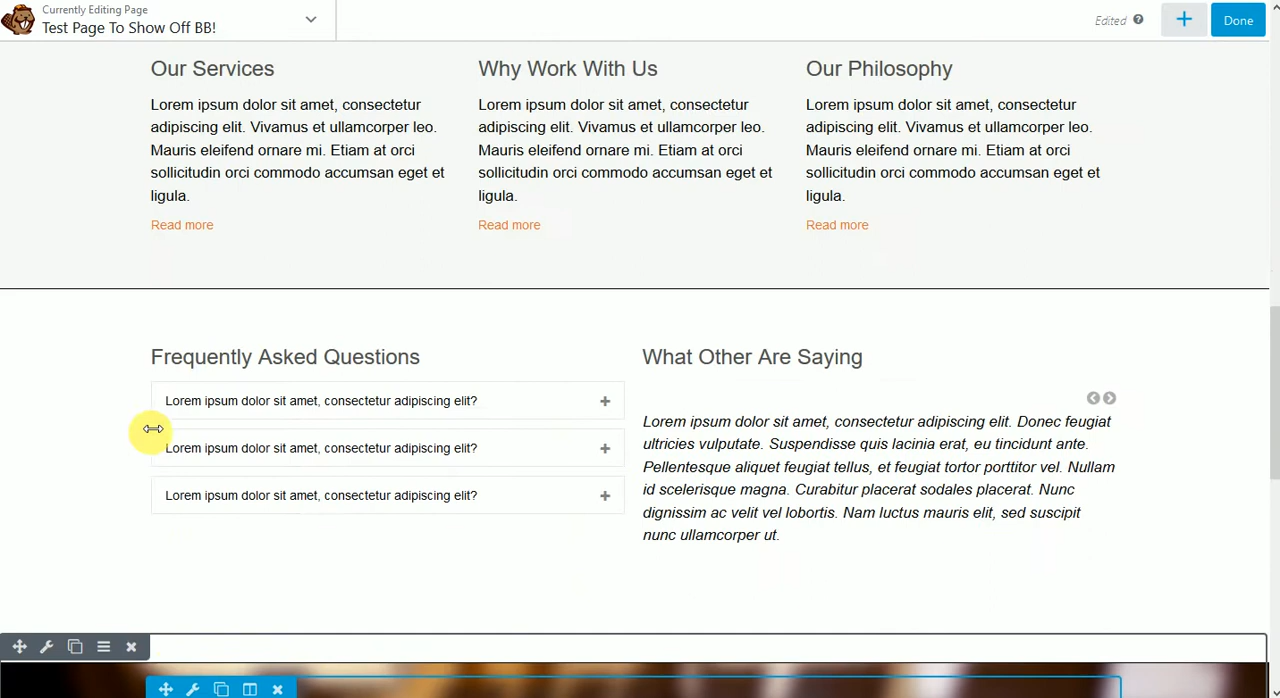 Currently Editing Page
Test Page To Show Off BB!
Edited
Done
Our Services
Lorem ipsum dolor sit amet, consectetur
adipiscing elit. Vivamus et ullamcorper leo.
Mauris eleifend ornare mi. Etiam at orci
sollicitudin orci commodo accumsan eget et
ligula.
Read more
Why Work With Us
Lorem ipsum dolor sit amet, consectetur
adipiscing elit. Vivamus et ullamcorper leo.
Mauris eleifend ornare mi. Etiam at orci
sollicitudin orci commodo accumsan eget et
ligula.
Read more
Our Philosophy
Lorem ipsum dolor sit amet, consectetur
adipiscing elit. Vivamus et ullamcorper leo.
Mauris eleifend ornare mi. Etiam at orci
sollicitudin orci commodo accumsan eget et
ligula.
Read more
Frequently Asked Questions
Lorem ipsum dolor sit amet, consectetur adipiscing elit?
Lorem ipsum dolor sit amet, consectetur adipiscing elit?
Lorem ipsum dolor sit amet, consectetur adipiscing elit?
What Other Are Saying
Lorem ipsum dolor sit amet, consectetur adipiscing elit. Donec feugiat
ultricies vulputate. Suspendisse quis lacinia erat, eu tincidunt ante.
Pellentesque aliquet feugiat tellus, et feugiat tortor porttitor vel. Nullam
id scelerisque magna. Curabitur placerat sodales placerat. Nunc
dignissim ac velit vel lobortis. Nam luctus mauris elit, sed suscipit
nunc ullamcorper ut.